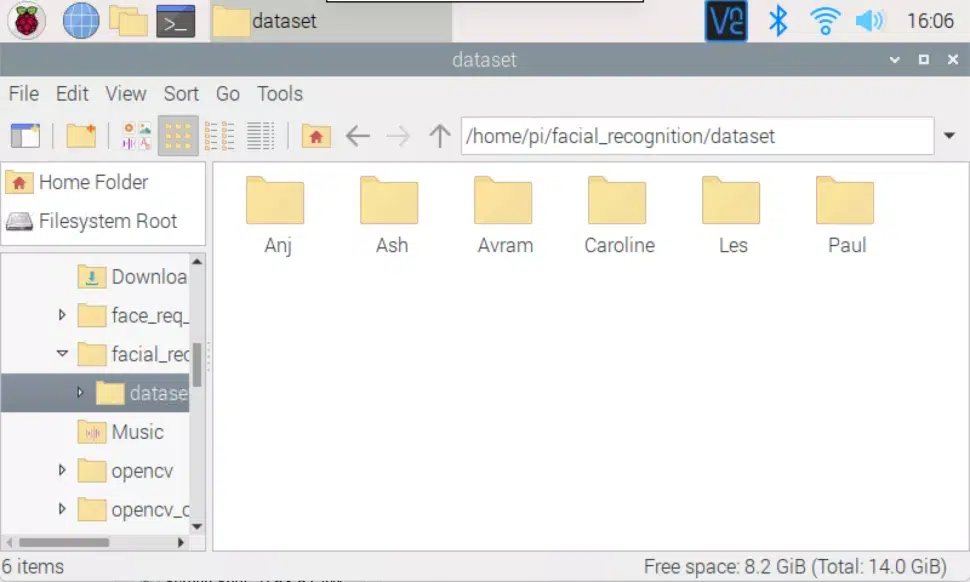 dataset
16:06
dataset
File Edit View Sort Go Tools
/home/pi/facial_recognition/dataset
Home Folder
Filesystem Root
Downloa
face_req_
facial_rec
datase
Music
opencv
opencv_c
Anj Ash Avram Caroline Les Paul
6 items
Free space: 8.2 GiB (Total: 14.0 GiB)